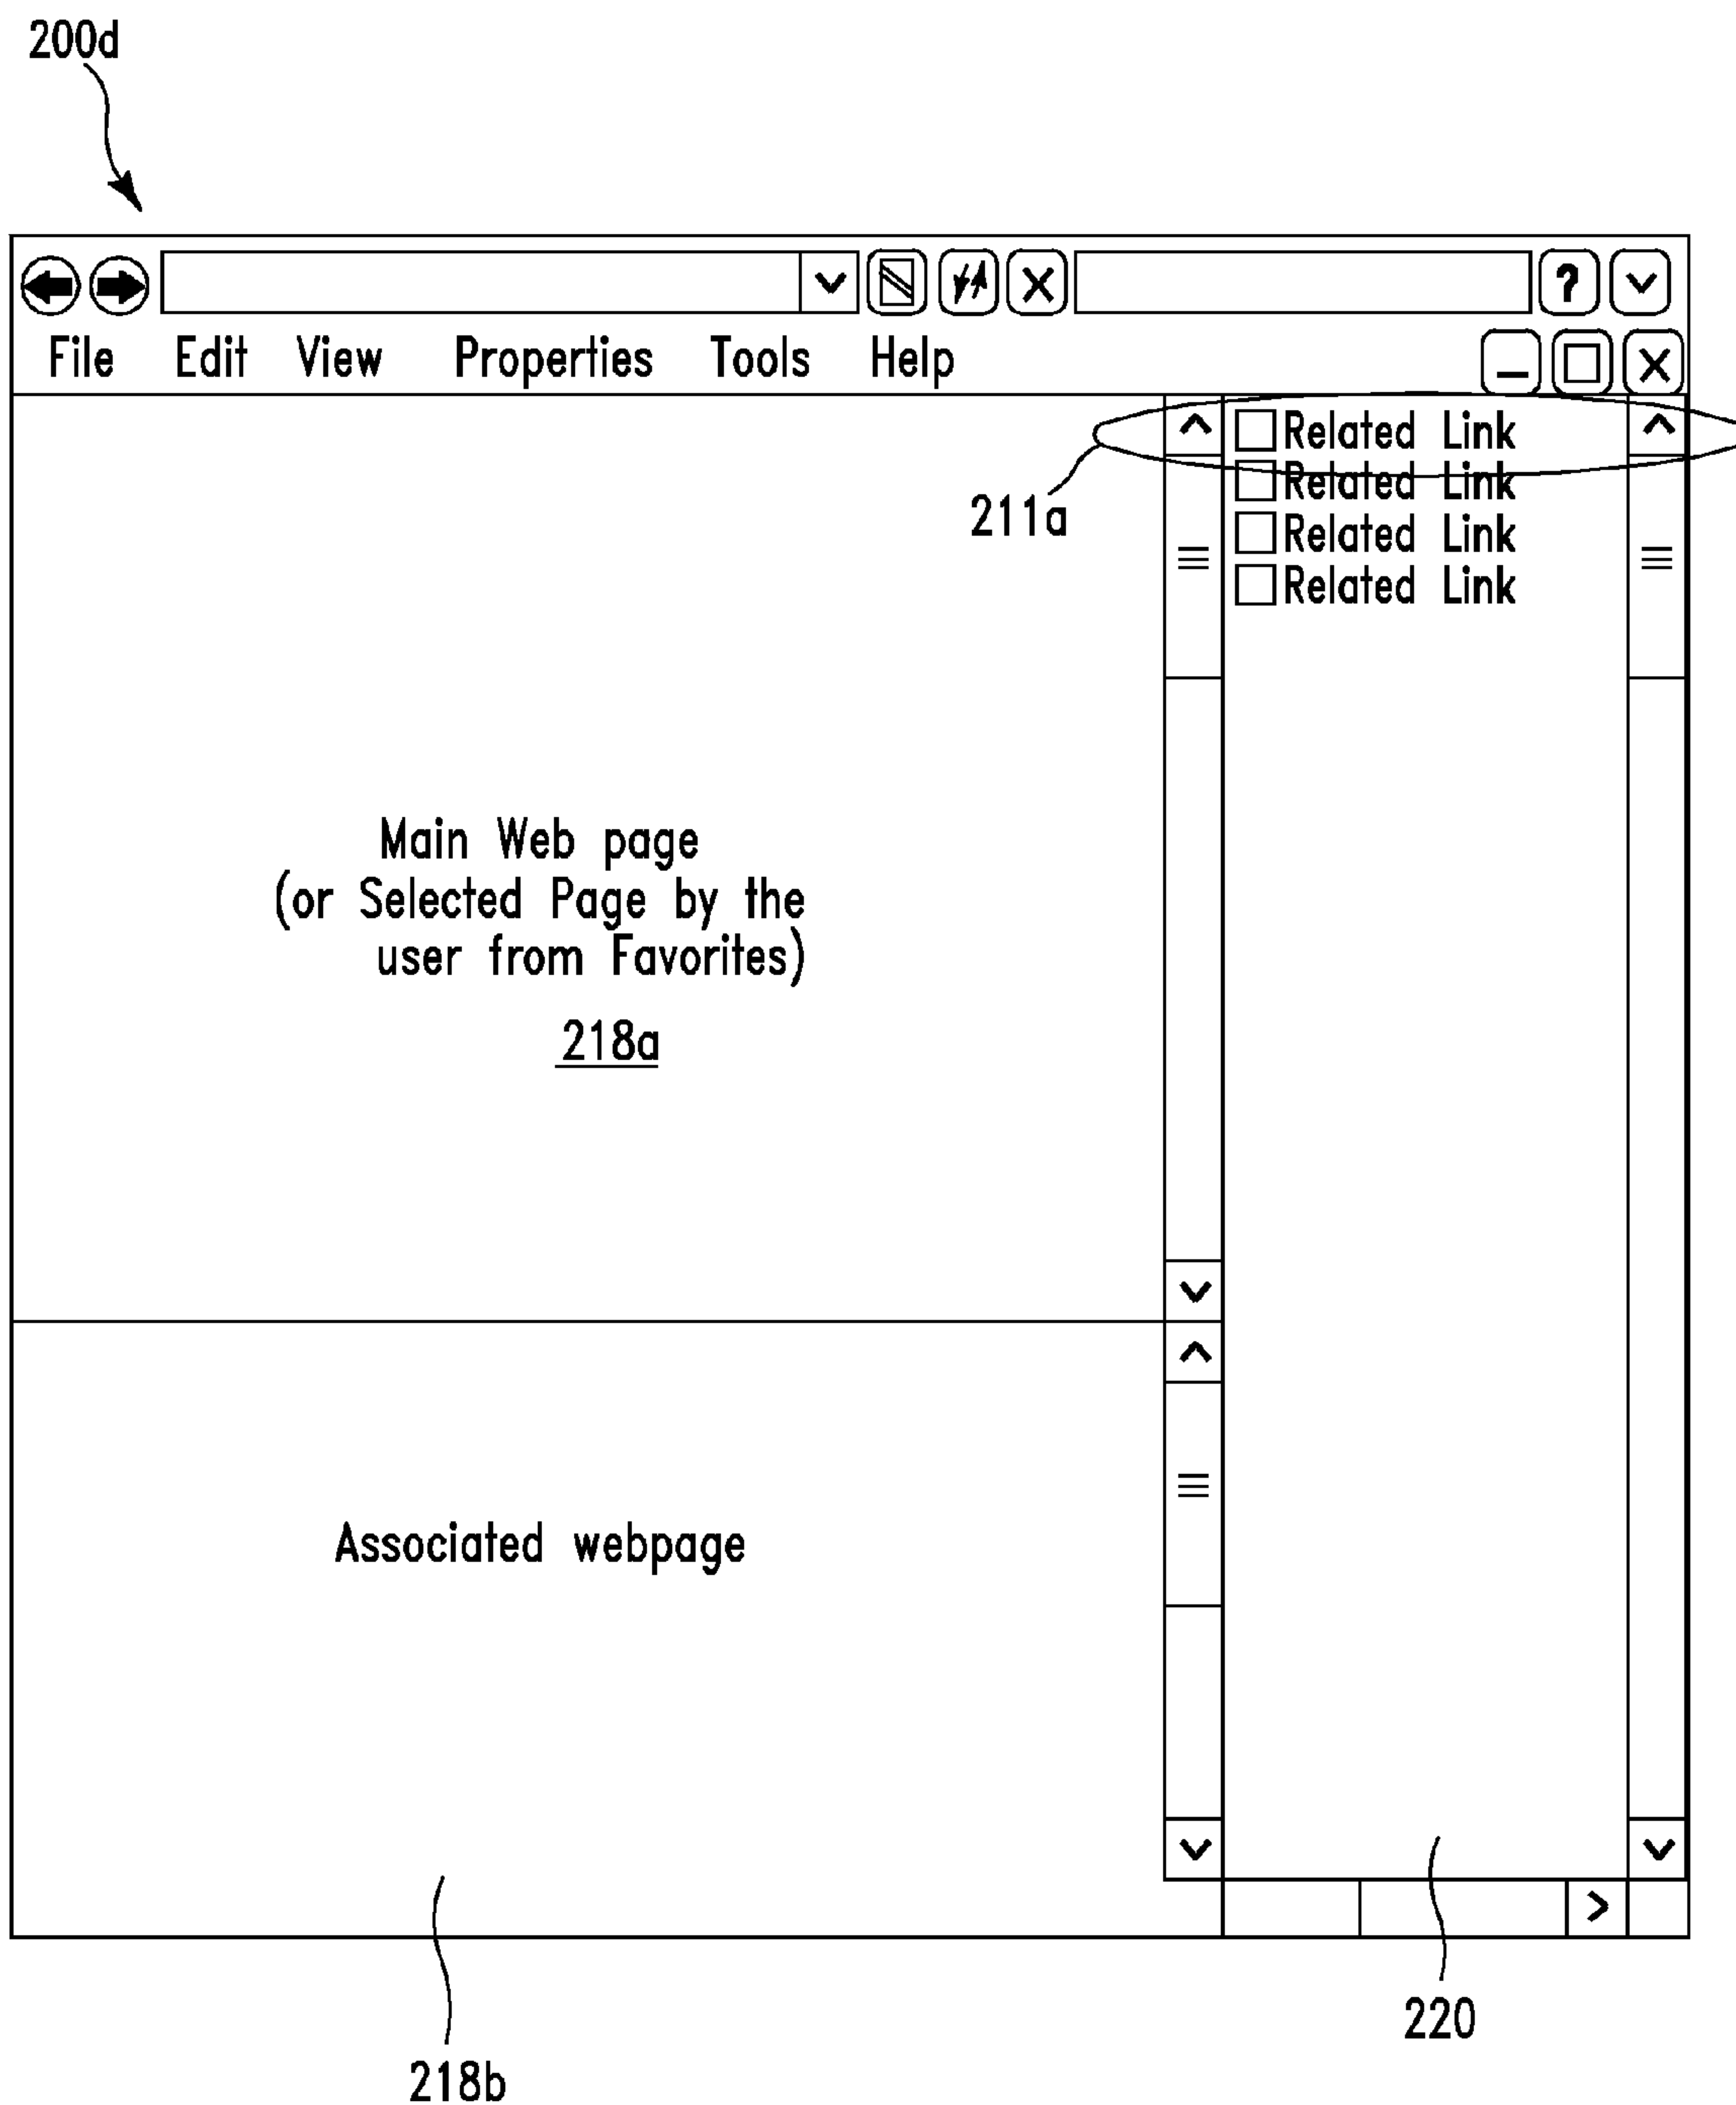 200d
?
File Edit View Properties Tools Help
Related Link
Related Link
211a
Related Link
Related Link
Main Web page
(or Selected Page by the
user from Favorites)
218a
Associated webpage
220
218b